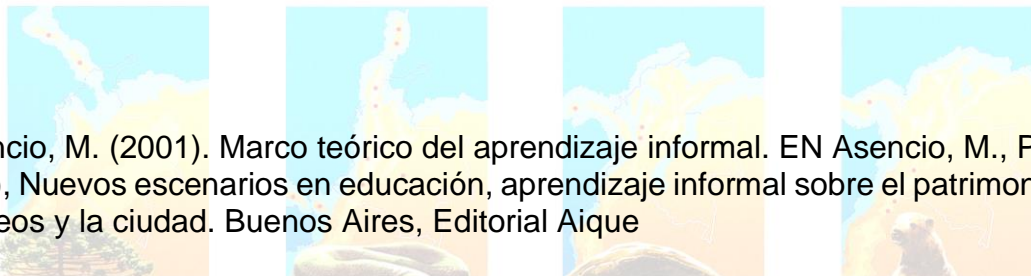 ncio, M. (2001). Marco teórico del aprendizaje informal. EN Asencio, M., P
, Nuevos escenarios en educación, aprendizaje informal sobre el patrimon
eos y la ciudad. Buenos Aires, Editorial Aique